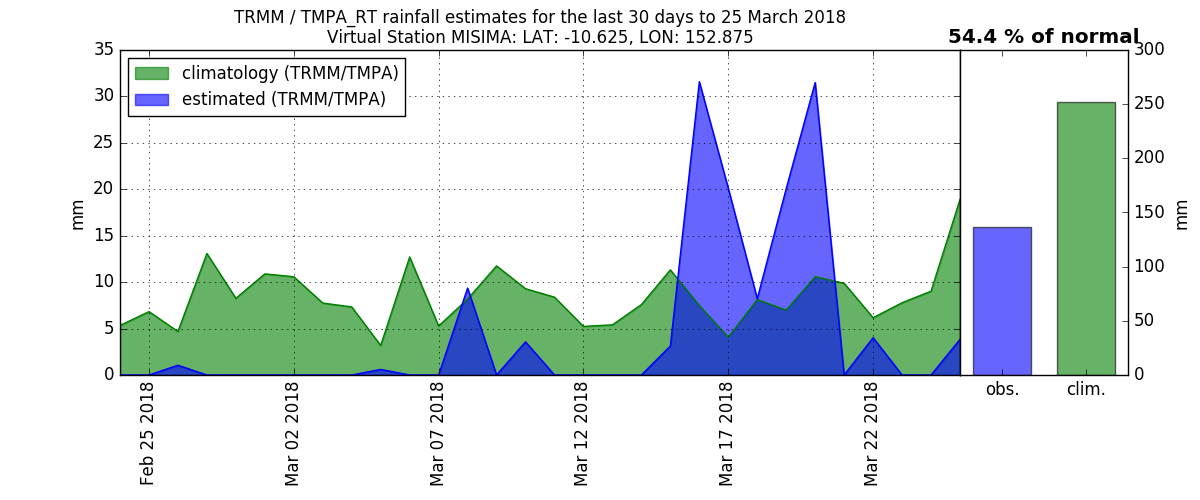 TRMM / TMPA_RT rainfall estimates for the last 30 days to 25 March 2018
Virtual Station MISIMA: LAT: -10.625, LON: 152.875
54.4 % of normal
climatology (TRMM/TMPA)
estimated (TRMM/TMPA)
mm
35
30
25
20
15
10
5
0
Feb 25 2018
Mar 02 2018
Mar 07 2018
Mar 12 2018
Mar 17 2018
Mar 22 2018
obs.
clim.
300
250
200
150
100
50
0
mm